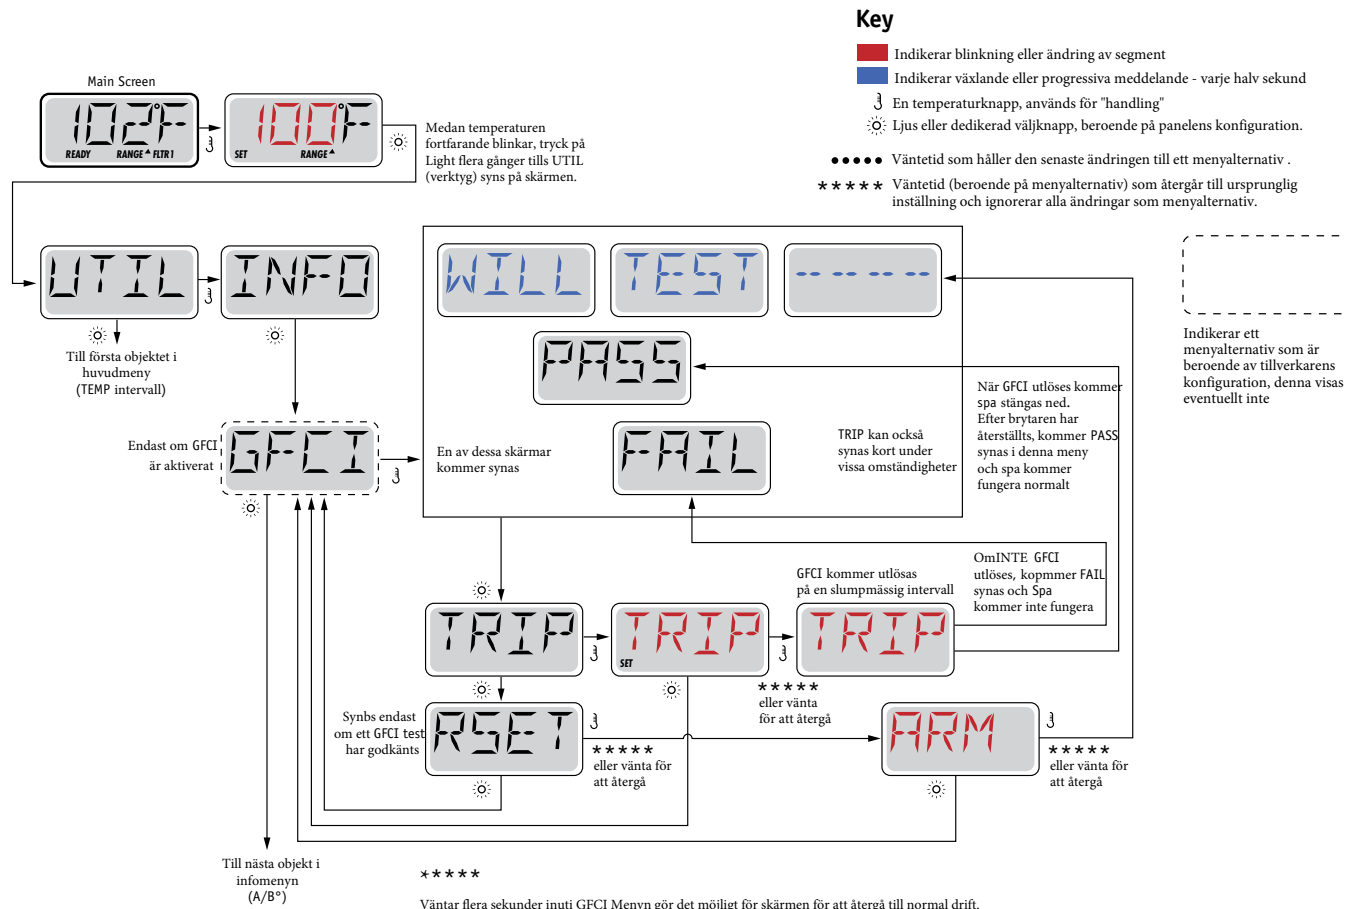 Key
Indikerar blinkning eller ändring av segment
Indikerar växlande eller progressiva meddelande - varje halv sekund
En temperaturknapp, används för "handling"
Ljus eller dedikerad väljknapp, beroende på panelens konfiguration.
••••• Väntetid som håller den senaste ändringen till ett menyalternativ .
***** Väntetid (beroende på menyalternativ) som återgår till ursprunglig
inställning och ignorerar alla ändringar som menyalternativ.
Main Screen
102°F
READY RANGE FLTR1
100°F
SET RANGE
Medan temperaturen
fortfarande blinkar, tryck på
Light flera gånger tills UTIL
(verktyg) syns på skärmen.
UTIL
INFO
WILL
TEST
-- -- -- --
Till första objektet i
huvudmeny
(TEMP intervall)
Indikerar ett
menyalternativ som är
beroende av tillverkarens
konfiguration, denna visas
eventuellt inte
PASS
När GFCI utlöses kommer
spa stängas ned.
Efter brytaren har
återställts, kommer PASS
synas i denna meny
och spa kommer
fungera normalt
Endast om GFCI
är aktiverat
GFCI
En av dessa skärmar
kommer synas
FAIL
TRIP kan också
synas kort under
vissa omständigheter
OmINTE GFCI
utlöses, kopmmer FAIL
synas och Spa
kommer inte fungera
GFCI kommer utlösas
på en slumpmässig intervall
TRIP
TRIP
SET
TRIP
*****
eller vänta
för att återgå
Synbs endast
om ett GFCI test
har godkänts
RSET
*****
eller vänta för
att återgå
ARM
*****
eller vänta för
att återgå
Till nästa objekt i
infomenyn
(A/B°)
*****
Väntar flera sekunder inuti GFCI Menyn gör det möjligt för skärmen för att återgå till normal drift.